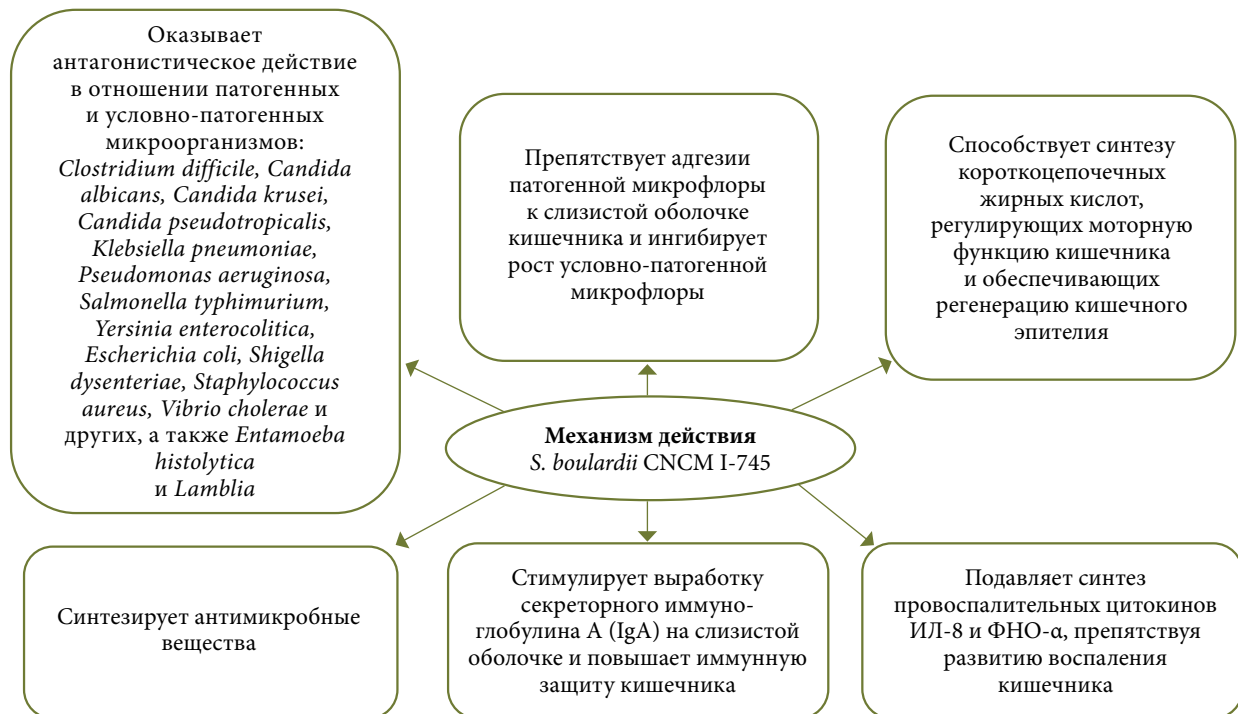 Оказывает
антагонистическое действие
в отношении патогенных
и условно-патогенных
микроорганизмов:
Clostridium difficile, Candida
albicans, Candida krusei,
Candida pseudotropicalis,
Klebsiella pneumoniae,
Pseudomonas aeruginosa,
Salmonella typhimurium,
Yersinia enterocolitica,
Escherichia coli, Shigella
dysenteriae, Staphylococcus
aureus, Vibrio cholerae и
других, а также Entamoeba
histolytica
и Lamblia
Препятствует адгезии
патогенной микрофлоры
к слизистой оболочке
кишечника и ингибирует
рост условно-патогенной
микрофлоры
Способствует синтезу
короткоцепочечных
жирных кислот,
регулирующих моторную
функцию кишечника
и обеспечивающих
регенерацию кишечного
эпителия
Механизм действия
S. boulardii CNCM I-745
Синтезирует антимикробные
вещества
Стимулирует выработку
секреторного иммуно-
глобулина А (IgA) на слизистой
оболочке и повышает иммунную
защиту кишечника
Подавляет синтез
провоспалительных цитокинов
ИЛ-8 и ФНО-α, препятствуя
развитию воспаления
кишечника